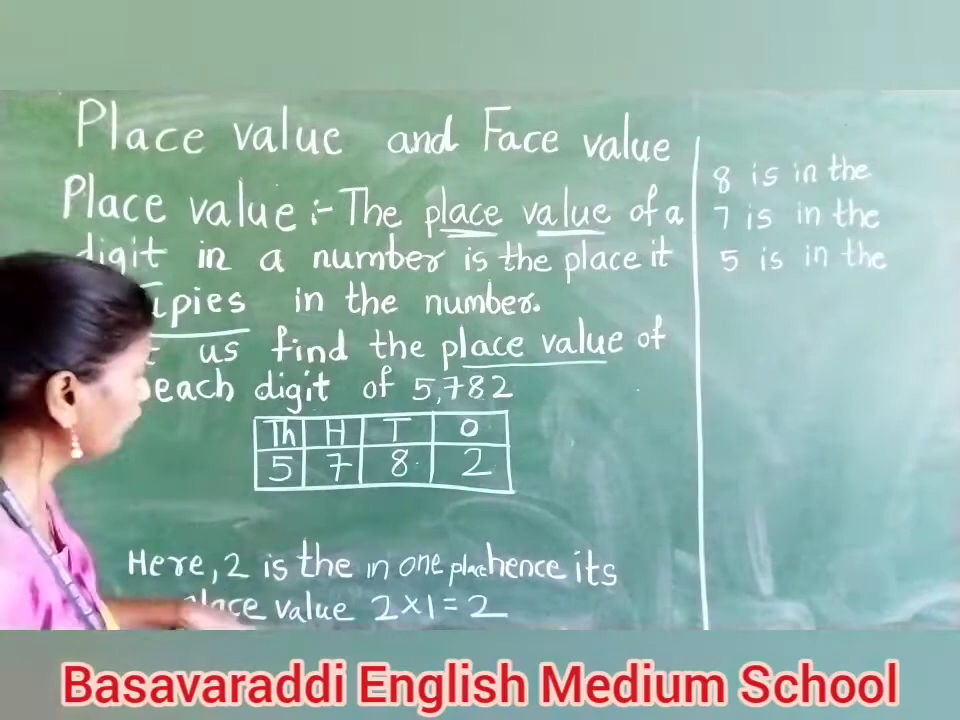 Place value and Face value
Place value :- The place value of a
digit in a number is the place it
in the number.
us find the place value of
each digit of 5,782
Th H T O
5 7 8 2
Here, 2 is the in one place hence its
place value 2×1=2
8 is in the
7 is in the
5 is in the
Basavaraddi English Medium School